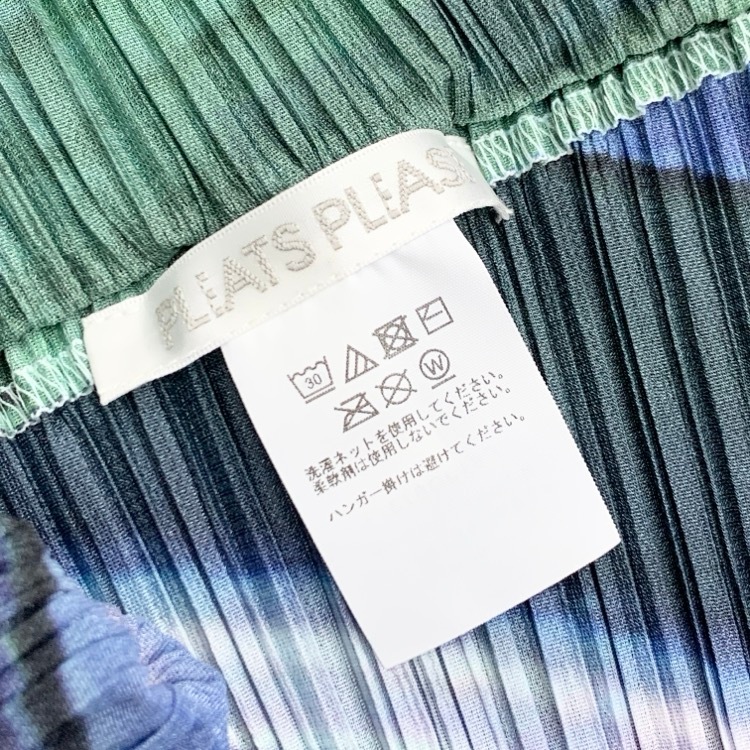 PLEATS PLEASE
30
W
洗濯ネットを使用してください。
柔軟剤は使用しないでください。
ハンガー掛けは避けてください。